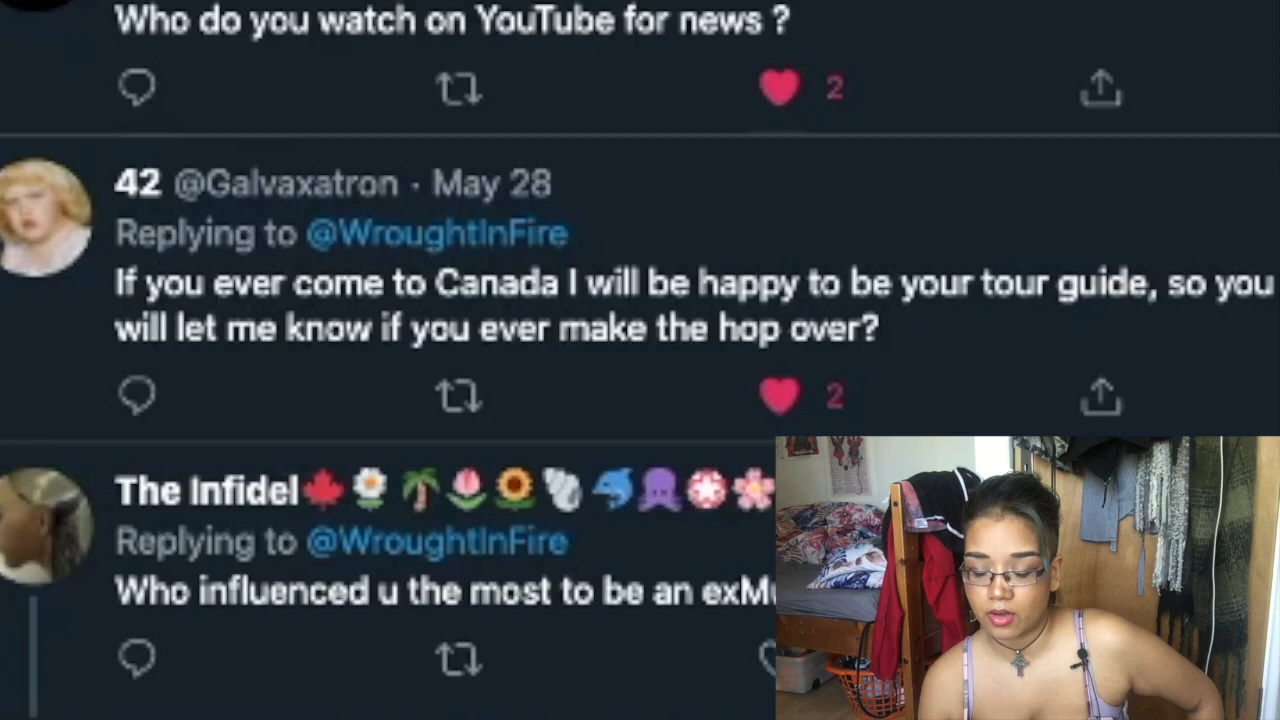 Who do you watch on YouTube for news ?
2
42 @Galvaxatron · May 28
Replying to @WroughtInFire
If you ever come to Canada I will be happy to be your tour guide, so you
will let me know if you ever make the hop over?
2
The Infidel🍁🌼🌴🌷🌻🐚🐬🐙💮🌸
Replying to @WroughtInFire
Who influenced u the most to be an exMu